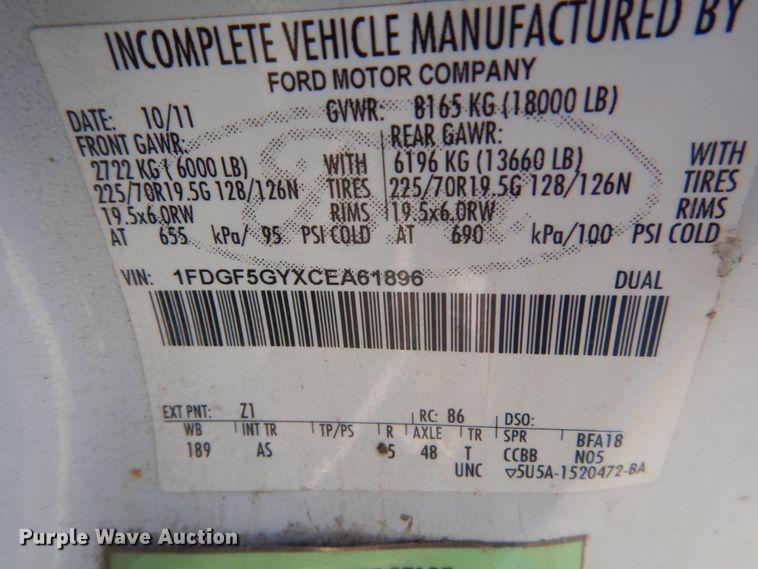 INCOMPLETE VEHICLE MANUFACTURED BY
FORD MOTOR COMPANY
DATE: 10/11 GVWR: 8165 KG (18000 LB)
FRONT GAWR: REAR GAWR:
2722 KG ( 6000 LB) WITH 6196 KG (13660 LB) WITH
225/70R19.5G 128/126N TIRES 225/70R19.5G 128/126N TIRES
19.5x6.0RW RIMS 19.5x6.0RW RIMS
AT 655 kPa/ 95 PSI COLD AT 690 kPa/100 PSI COLD
VIN: 1FDGF5GYXCEA61896 DUAL
EXT PNT: Z1 RC: 86 DSO:
WB INT TR TP/PS R AXLE TR SPR BFA18
189 AS 5 48 T CCBB N05
UNC 5U5A-1520472-BA
Purple Wave Auction